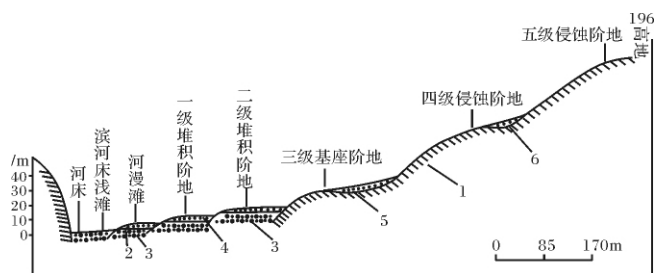 196
高地
五级侵蚀阶地
四级侵蚀阶地
三级基座阶地
二级堆积阶地
一级堆积阶地
河漫滩
滨河床浅滩
河床
/m
40
30
20
10
0
2
3
4
3
5
1
6
0 85 170m